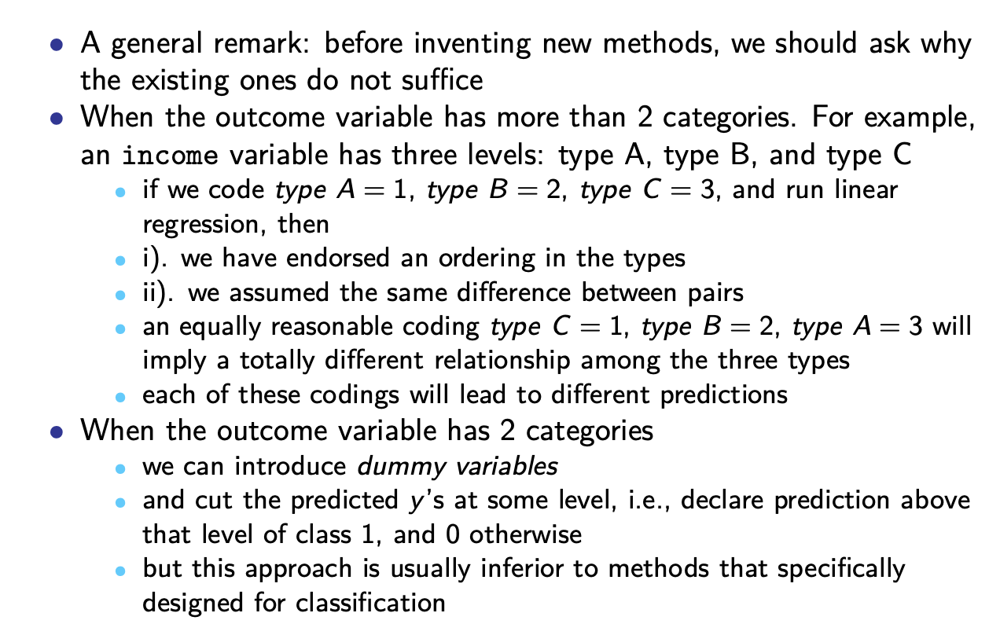 • A general remark: before inventing new methods, we should ask why
the existing ones do not suffice
• When the outcome variable has more than 2 categories. For example,
an income variable has three levels: type A, type B, and type C
• if we code type A = 1, type B = 2, type C = 3, and run linear
regression, then
• i). we have endorsed an ordering in the types
• ii). we assumed the same difference between pairs
• an equally reasonable coding type C = 1, type B = 2, type A = 3 will
imply a totally different relationship among the three types
• each of these codings will lead to different predictions
• When the outcome variable has 2 categories
• we can introduce dummy variables
• and cut the predicted y's at some level, i.e., declare prediction above
that level of class 1, and 0 otherwise
• but this approach is usually inferior to methods that specifically
designed for classification